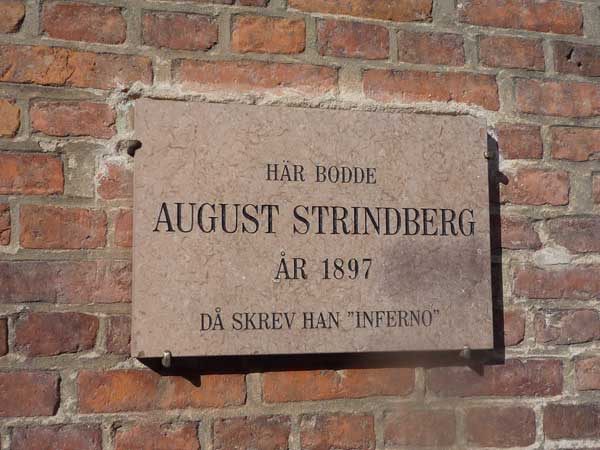 HÄR BODDE
AUGUST STRINDBERG
ÅR 1897
DÅ SKREV HAN "INFERNO"